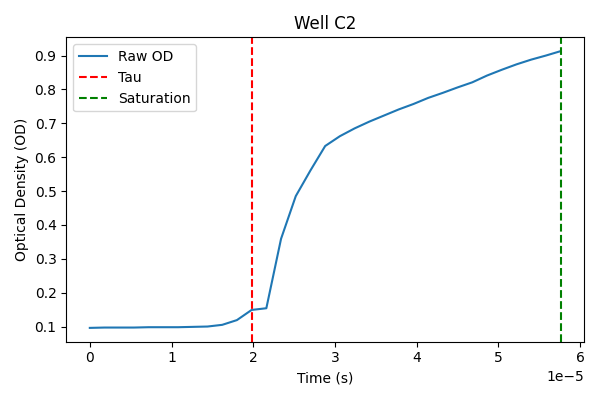 Well C2
Optical Density (OD)
0.9
0.8
0.7
0.6
0.5
0.4
0.3
0.2
0.1
Raw OD
Tau
Saturation
0 1 2 3 4 5 6
1e−5
Time (s)